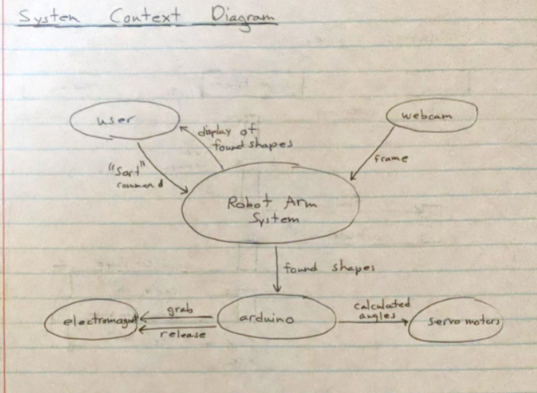 System Context Diagram
user
webcam
display of
found shapes
"Sort"
command
frame
Robot Arm
System
found shapes
electromagnet
grab
release
arduino
calculated
angles
servo motors